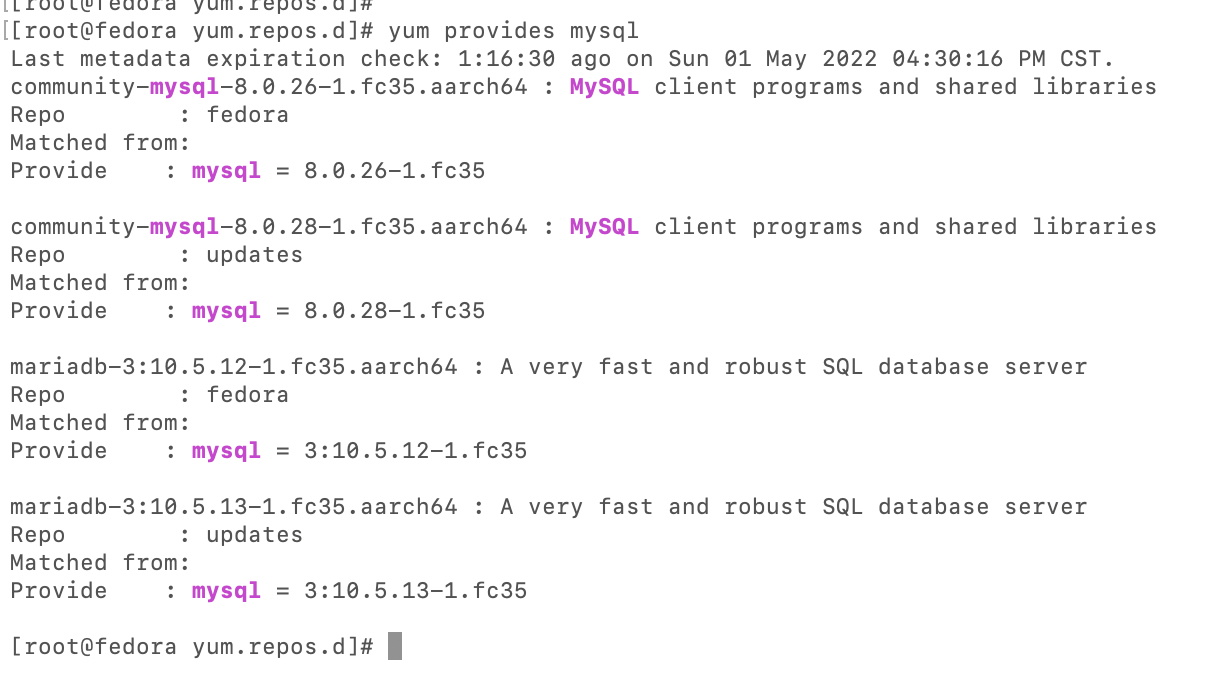 [[root@fedora yum.repos.d]#
[[root@fedora yum.repos.d]# yum provides mysql
Last metadata expiration check: 1:16:30 ago on Sun 01 May 2022 04:30:16 PM CST.
community-mysql-8.0.26-1.fc35.aarch64 : MySQL client programs and shared libraries
Repo        : fedora
Matched from:
Provide    : mysql = 8.0.26-1.fc35

community-mysql-8.0.28-1.fc35.aarch64 : MySQL client programs and shared libraries
Repo        : updates
Matched from:
Provide    : mysql = 8.0.28-1.fc35

mariadb-3:10.5.12-1.fc35.aarch64 : A very fast and robust SQL database server
Repo        : fedora
Matched from:
Provide    : mysql = 3:10.5.12-1.fc35

mariadb-3:10.5.13-1.fc35.aarch64 : A very fast and robust SQL database server
Repo        : updates
Matched from:
Provide    : mysql = 3:10.5.13-1.fc35

[root@fedora yum.repos.d]#